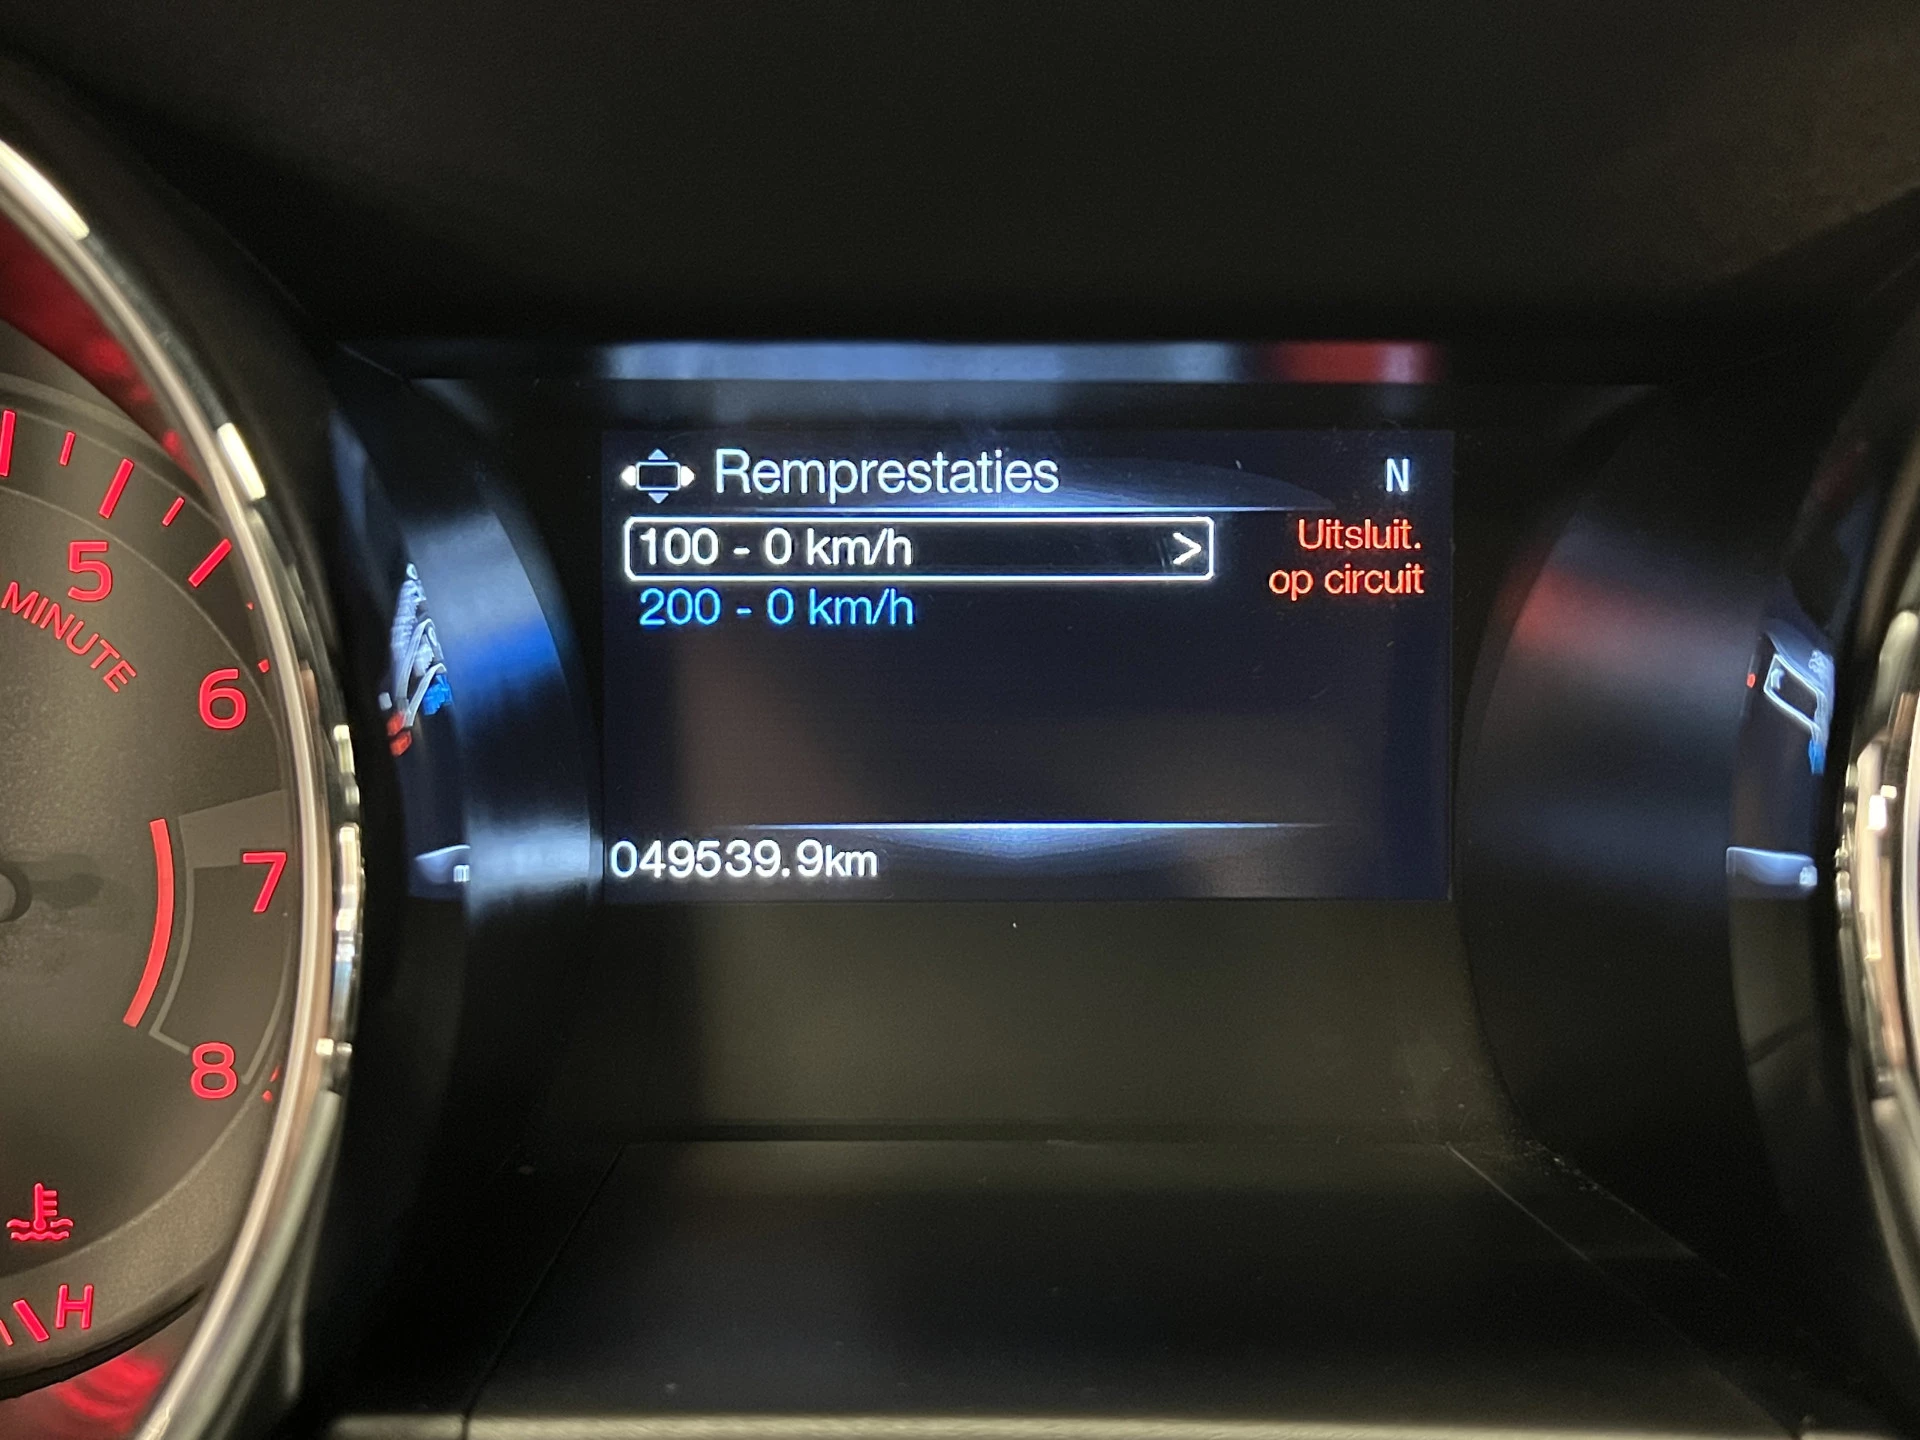 Remprestaties N
100 - 0 km/h >
Uitsluit.
op circuit
200 - 0 km/h
049539.9km
5
MINUTE
6
7
8
H